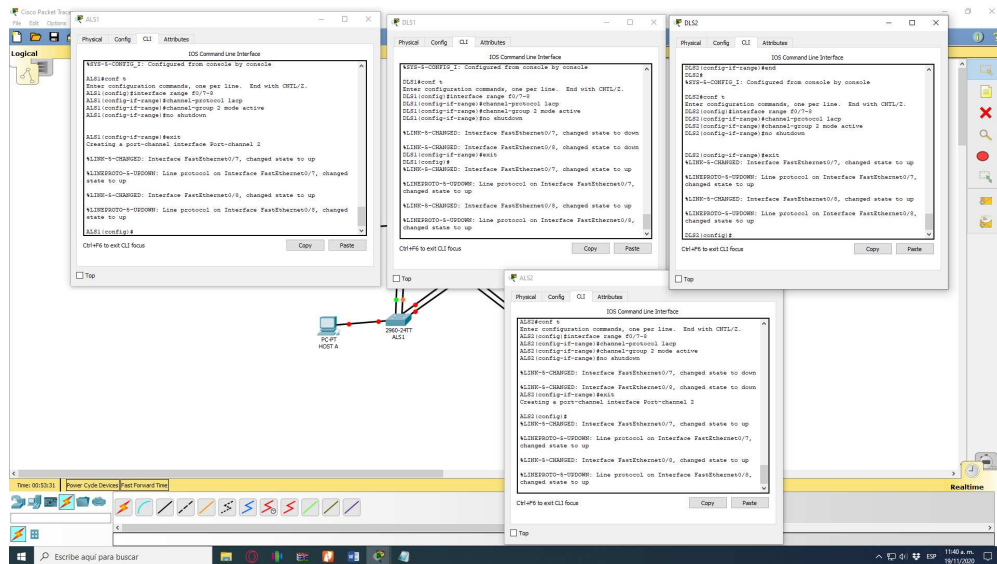 Cisco Packet Trac
File Edit Options
Logical
ALS1
Physical Config CLI Attributes
IOS Command Line Interface
%SYS-5-CONFIG_I: Configured from console by console
ALS1#conf t
Enter configuration commands, one per line. End with CNTL/Z.
ALS1(config)#interface range f0/7-8
ALS1(config-if-range)#channel-protocol lacp
ALS1(config-if-range)#channel-group 2 mode active
ALS1(config-if-range)#no shutdown
ALS1(config-if-range)#exit
Creating a port-channel interface Port-channel 2
%LINK-5-CHANGED: Interface FastEthernet0/7, changed state to up
%LINEPROTO-5-UPDOWN: Line protocol on Interface FastEthernet0/7, changed
state to up
%LINK-5-CHANGED: Interface FastEthernet0/8, changed state to up
%LINEPROTO-5-UPDOWN: Line protocol on Interface FastEthernet0/8, changed
state to up
ALS1(config)#
Ctrl+F6 to exit CLI focus
Copy Paste
Top
DLS1
Physical Config CLI Attributes
IOS Command Line Interface
%SYS-5-CONFIG_I: Configured from console by console
DLS1#conf t
Enter configuration commands, one per line. End with CNTL/Z.
DLS1(config)#interface range f0/7-8
DLS1(config-if-range)#channel-protocol lacp
DLS1(config-if-range)#channel-group 2 mode active
DLS1(config-if-range)#no shutdown
%LINK-5-CHANGED: Interface FastEthernet0/7, changed state to down
%LINK-5-CHANGED: Interface FastEthernet0/8, changed state to down
DLS1(config-if-range)#exit
DLS1(config)#
%LINK-5-CHANGED: Interface FastEthernet0/7, changed state to up
%LINEPROTO-5-UPDOWN: Line protocol on Interface FastEthernet0/7,
changed state to up
%LINK-5-CHANGED: Interface FastEthernet0/8, changed state to up
%LINEPROTO-5-UPDOWN: Line protocol on Interface FastEthernet0/8,
changed state to up
Ctrl+F6 to exit CLI focus
Copy Paste
Top
DLS2
Physical Config CLI Attributes
IOS Command Line Interface
DLS2(config-if-range)#end
DLS2#
%SYS-5-CONFIG_I: Configured from console by console
DLS2#conf t
Enter configuration commands, one per line. End with CNTL/Z.
DLS2(config)#interface range f0/7-8
DLS2(config-if-range)#channel-protocol lacp
DLS2(config-if-range)#channel-group 2 mode active
DLS2(config-if-range)#no shutdown
DLS2(config-if-range)#exit
%LINK-5-CHANGED: Interface FastEthernet0/7, changed state to up
%LINEPROTO-5-UPDOWN: Line protocol on Interface FastEthernet0/7,
changed state to up
%LINK-5-CHANGED: Interface FastEthernet0/8, changed state to up
%LINEPROTO-5-UPDOWN: Line protocol on Interface FastEthernet0/8,
changed state to up
DLS2(config)#
Ctrl+F6 to exit CLI focus
Copy Paste
Top
PC-PT
HOST A
2960-24TT
ALS1
ALS2
Physical Config CLI Attributes
IOS Command Line Interface
ALS2#conf t
Enter configuration commands, one per line. End with CNTL/Z.
ALS2(config)#interface range f0/7-8
ALS2(config-if-range)#channel-protocol lacp
ALS2(config-if-range)#channel-group 2 mode active
ALS2(config-if-range)#no shutdown
%LINK-5-CHANGED: Interface FastEthernet0/7, changed state to down
%LINK-5-CHANGED: Interface FastEthernet0/8, changed state to down
ALS2(config-if-range)#exit
Creating a port-channel interface Port-channel 2
ALS2(config)#
%LINK-5-CHANGED: Interface FastEthernet0/7, changed state to up
%LINEPROTO-5-UPDOWN: Line protocol on Interface FastEthernet0/7,
changed state to up
%LINK-5-CHANGED: Interface FastEthernet0/8, changed state to up
%LINEPROTO-5-UPDOWN: Line protocol on Interface FastEthernet0/8,
changed state to up
Ctrl+F6 to exit CLI focus
Copy Paste
Top
Time: 00:53:31 Power Cycle Devices Fast Forward Time
Realtime
Escribe aquí para buscar
ESP
11:40 a. m.
19/11/2020